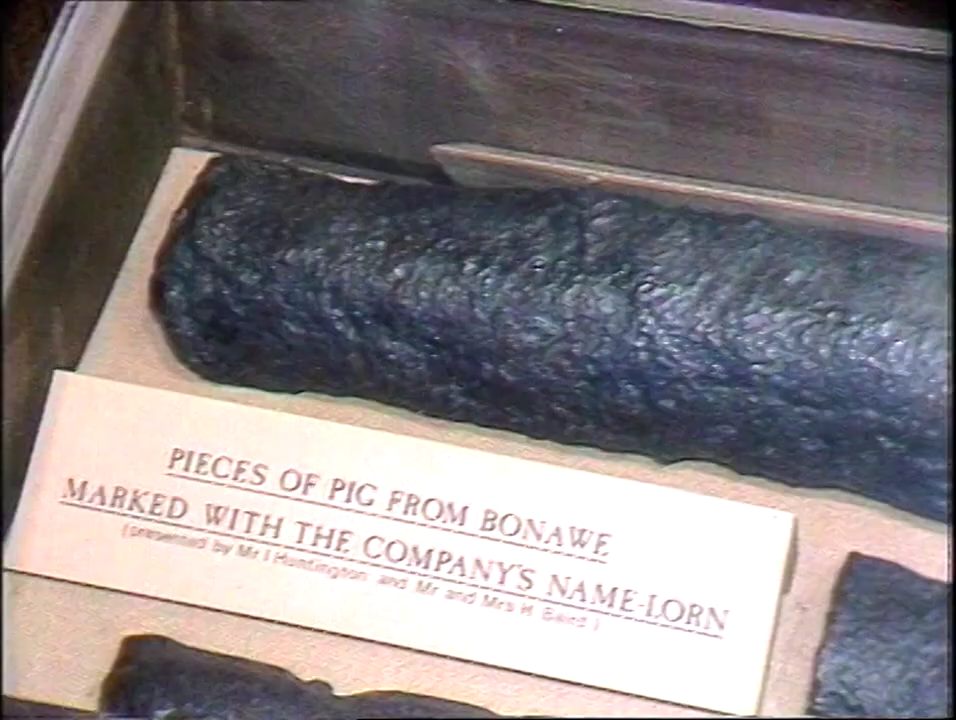 PIECES OF PIG FROM BONAWE
MARKED WITH THE COMPANY'S NAME-LORN
(presented by Mr I Huntington and Mr and Mrs H Baird)